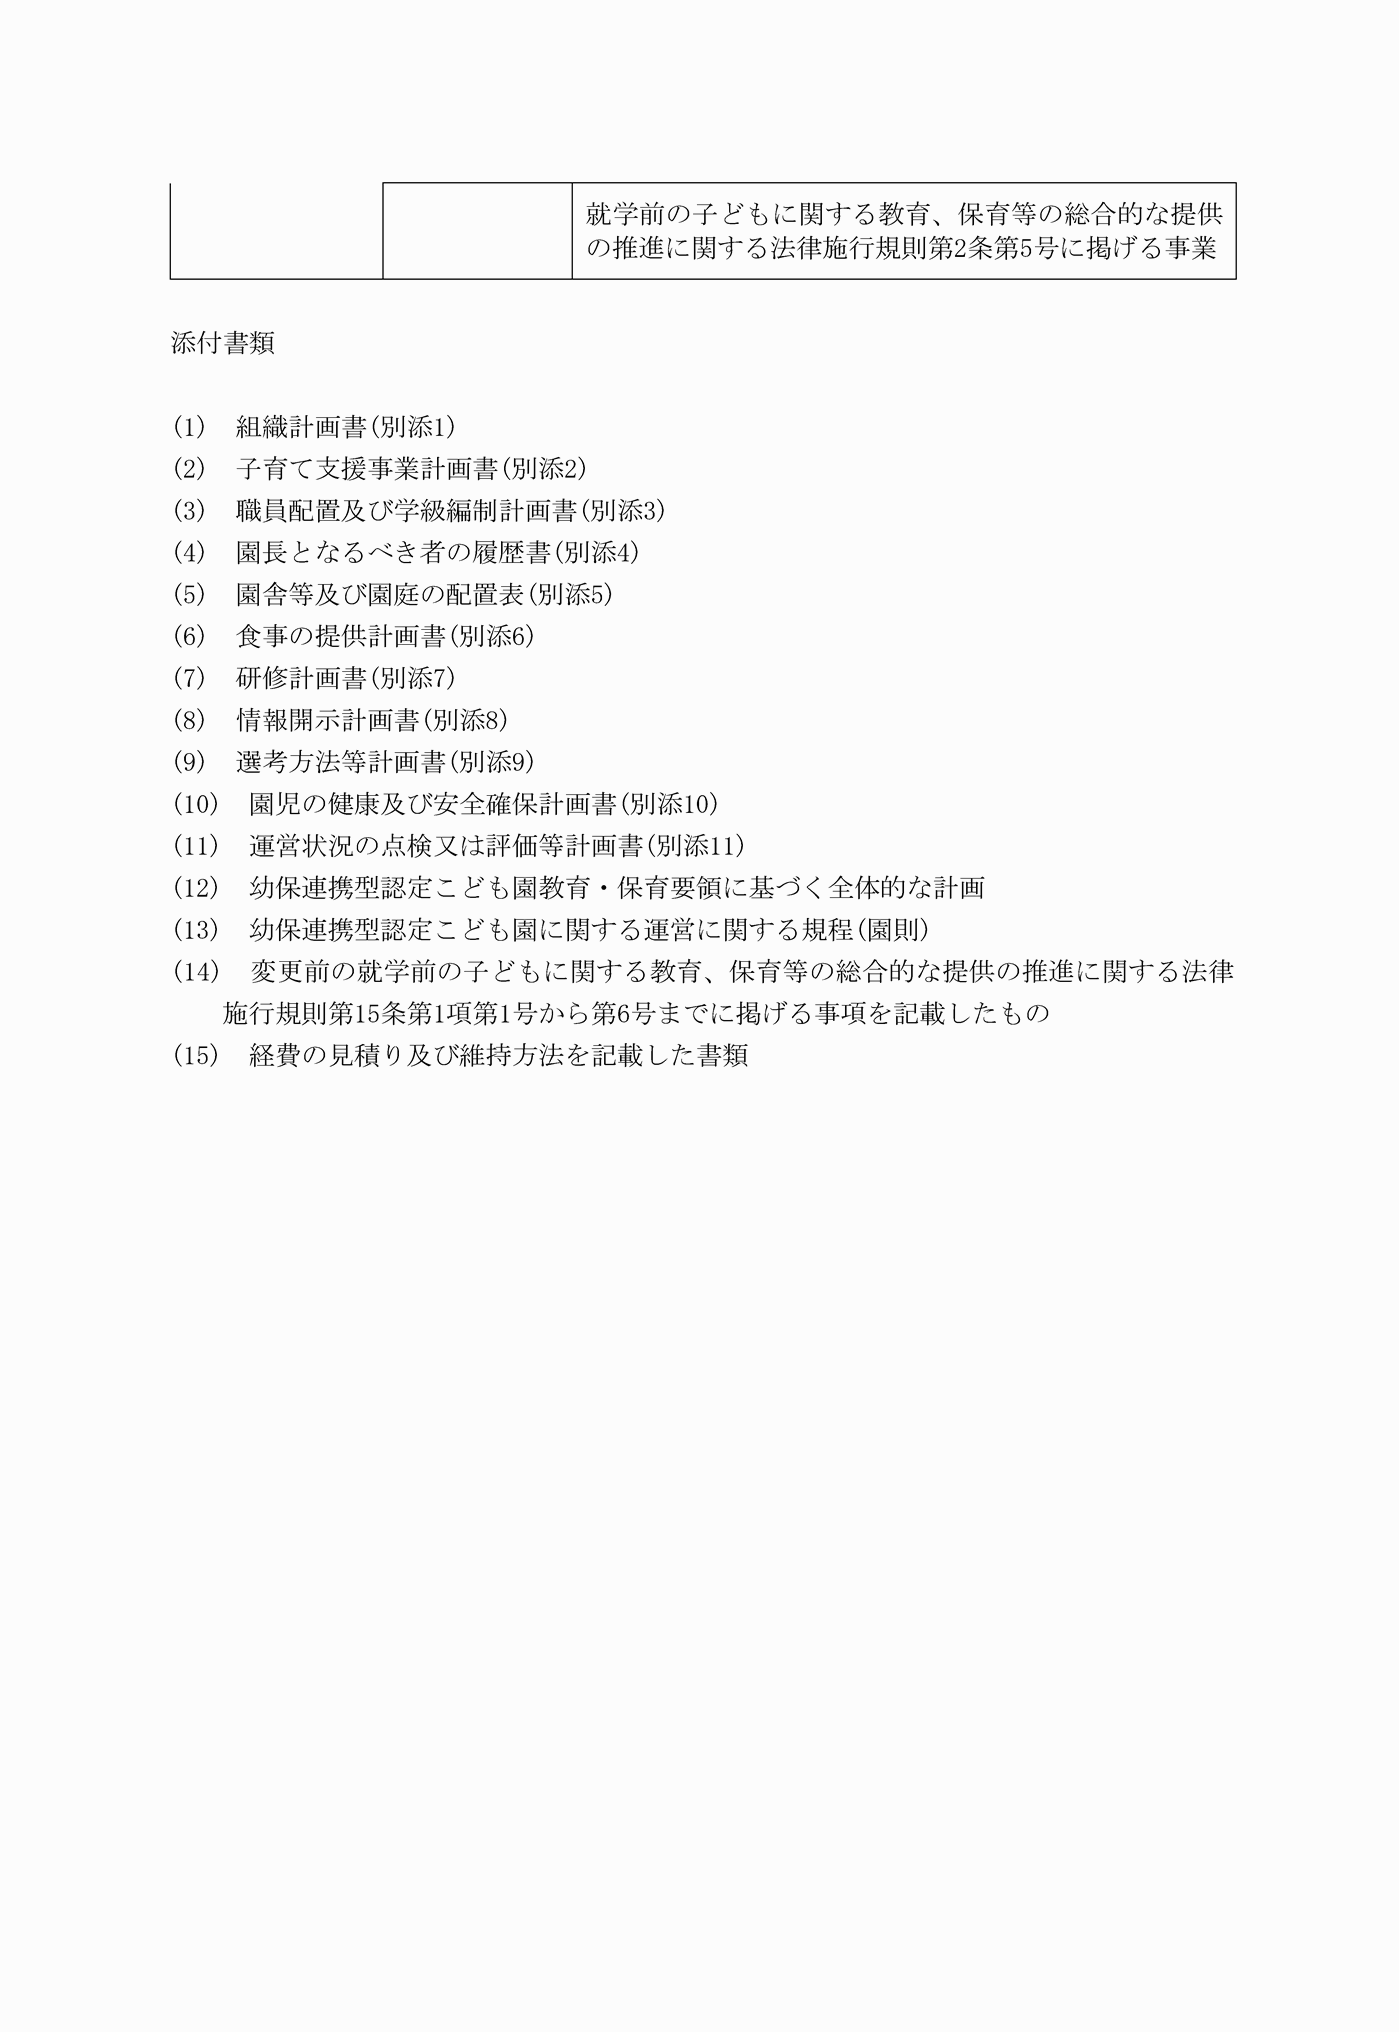 就学前の子どもに関する教育、保育等の総合的な提供
の推進に関する法律施行規則第2条第5号に掲げる事業
添付書類
(1)　組織計画書(別添1)
(2)　子育て支援事業計画書(別添2)
(3)　職員配置及び学級編制計画書(別添3)
(4)　園長となるべき者の履歴書(別添4)
(5)　園舎等及び園庭の配置表(別添5)
(6)　食事の提供計画書(別添6)
(7)　研修計画書(別添7)
(8)　情報開示計画書(別添8)
(9)　選考方法等計画書(別添9)
(10)　園児の健康及び安全確保計画書(別添10)
(11)　運営状況の点検又は評価等計画書(別添11)
(12)　幼保連携型認定こども園教育・保育要領に基づく全体的な計画
(13)　幼保連携型認定こども園に関する運営に関する規程(園則)
(14)　変更前の就学前の子どもに関する教育、保育等の総合的な提供の推進に関する法律
施行規則第15条第1項第1号から第6号までに掲げる事項を記載したもの
(15)　経費の見積り及び維持方法を記載した書類